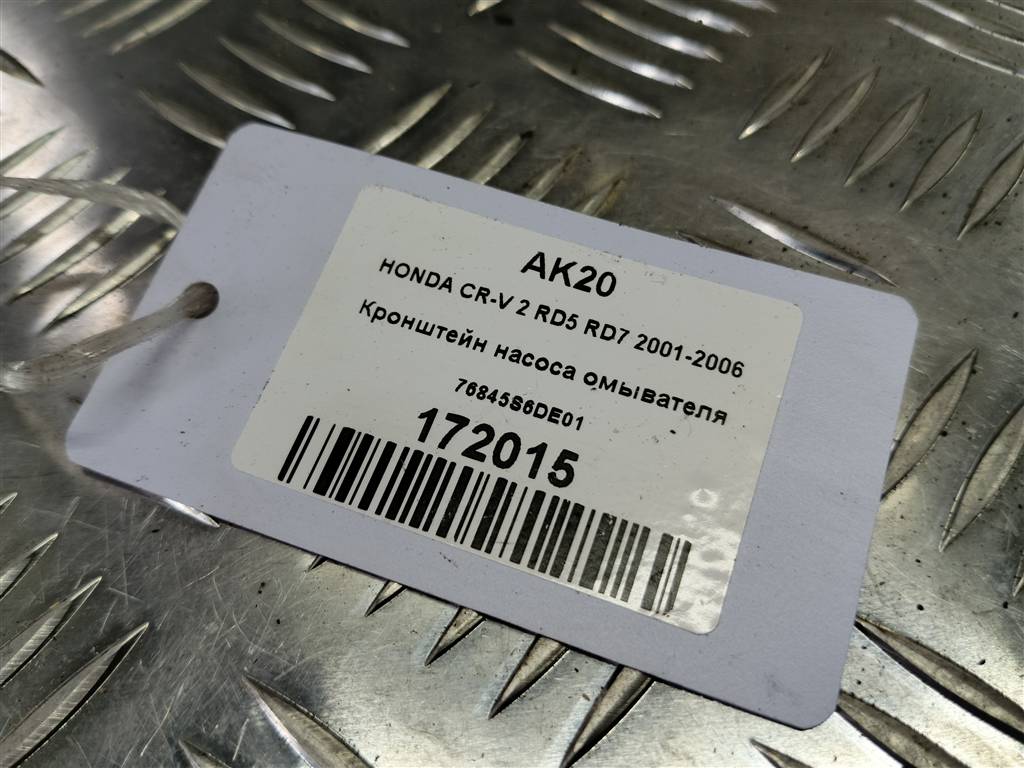 AK20
HONDA CR-V 2 RD5 RD7 2001-2006
Кронштейн насоса омывателя
76845S6DE01
172015